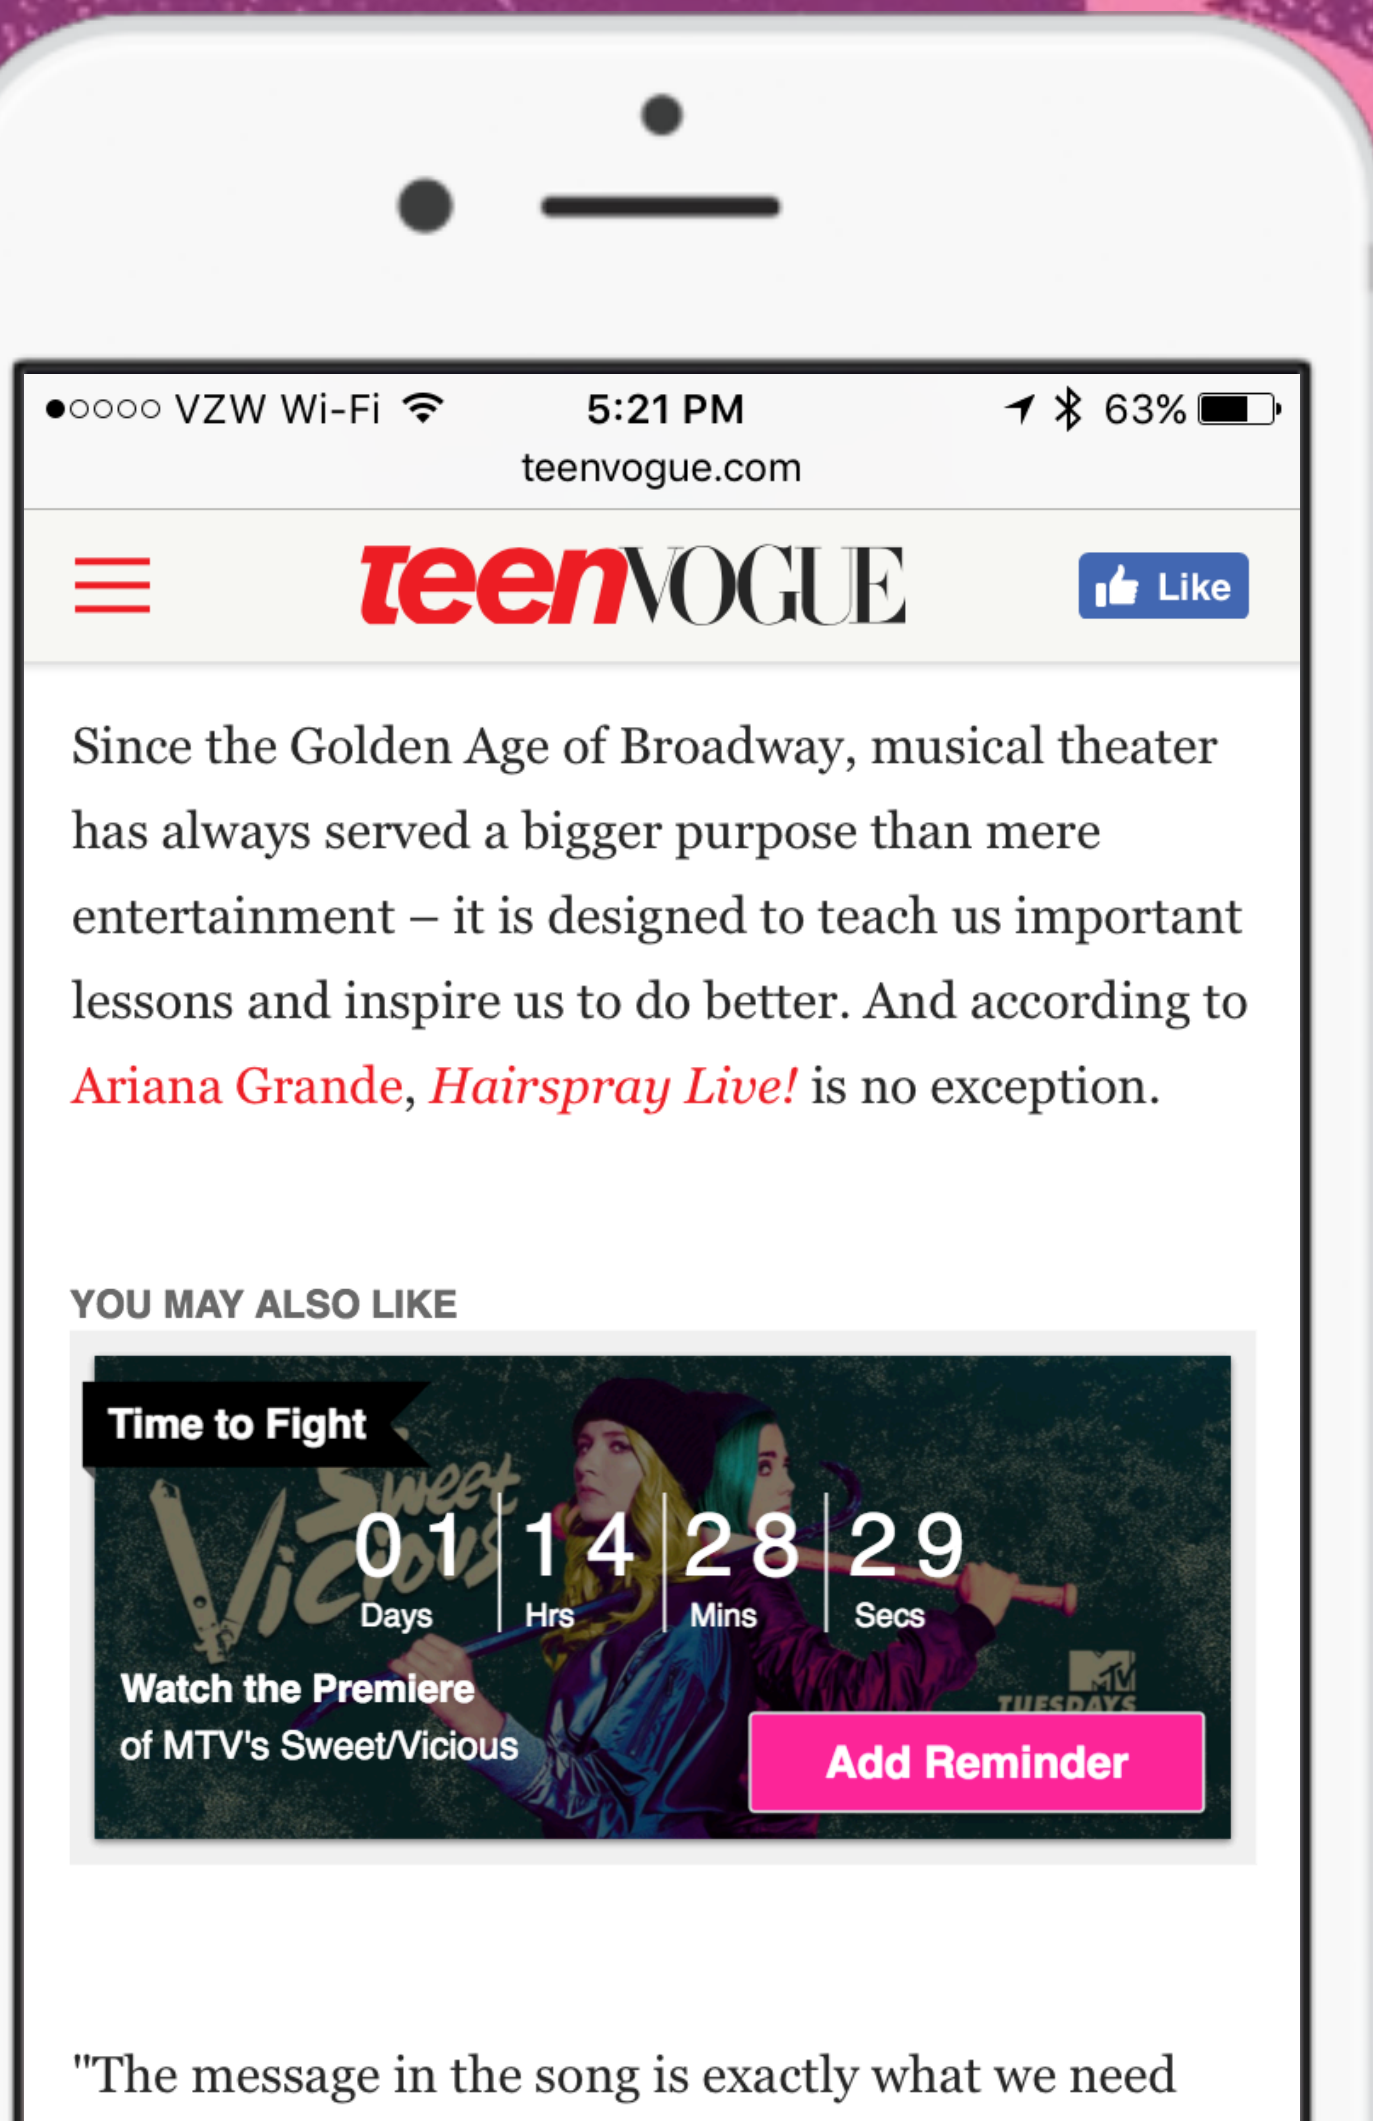 ●○○○○ VZW Wi-Fi 5:21 PM 63%
teenvogue.com
teenVOGUE Like
Since the Golden Age of Broadway, musical theater
has always served a bigger purpose than mere
entertainment – it is designed to teach us important
lessons and inspire us to do better. And according to
Ariana Grande, Hairspray Live! is no exception.
YOU MAY ALSO LIKE
Time to Fight
Sweet
Vicious
01 14 28 29
Days Hrs Mins Secs
Watch the Premiere
of MTV's Sweet/Vicious
MTV
TUESDAYS
Add Reminder
"The message in the song is exactly what we need